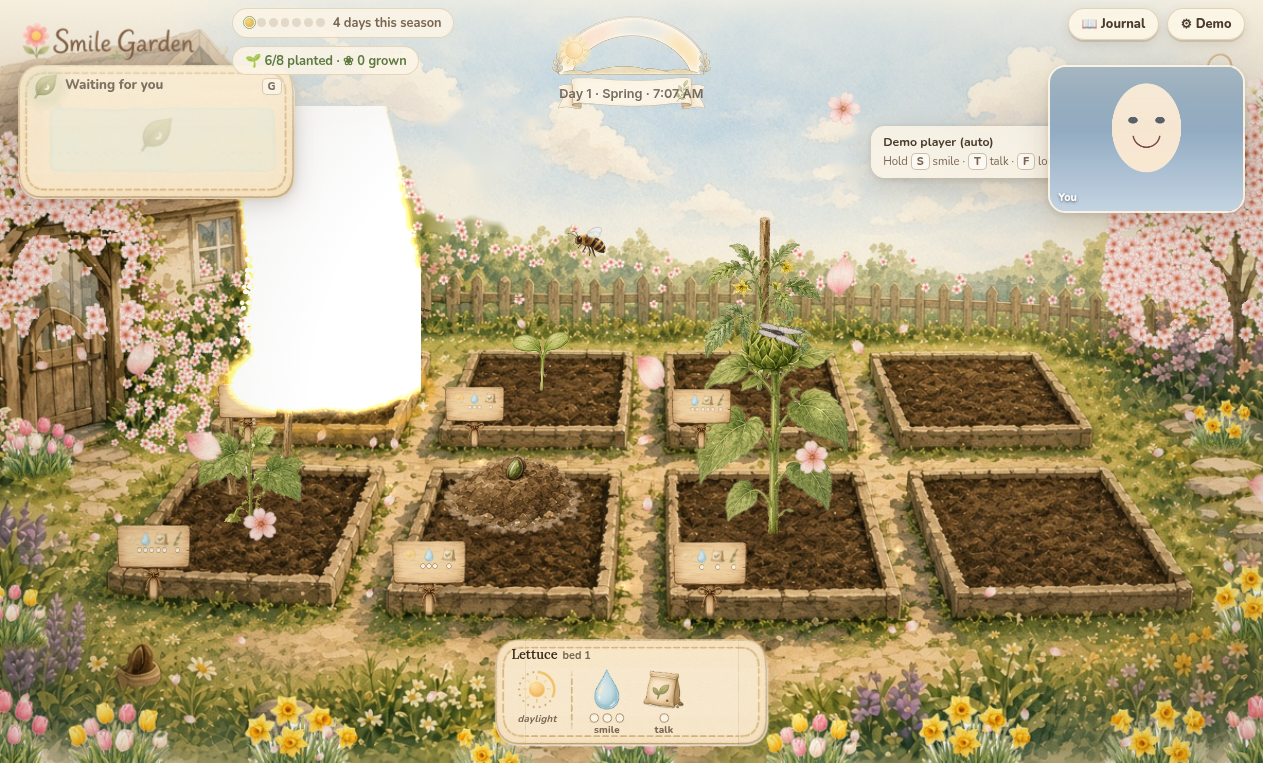 Smile Garden
4 days this season
🌱 6/8 planted · ❀ 0 grown
Waiting for you
G
Day 1 · Spring · 7:07 AM
📖 Journal
⚙ Demo
Demo player (auto)
Hold S smile · T talk · F lo
You
Lettuce bed 1
daylight
smile
talk